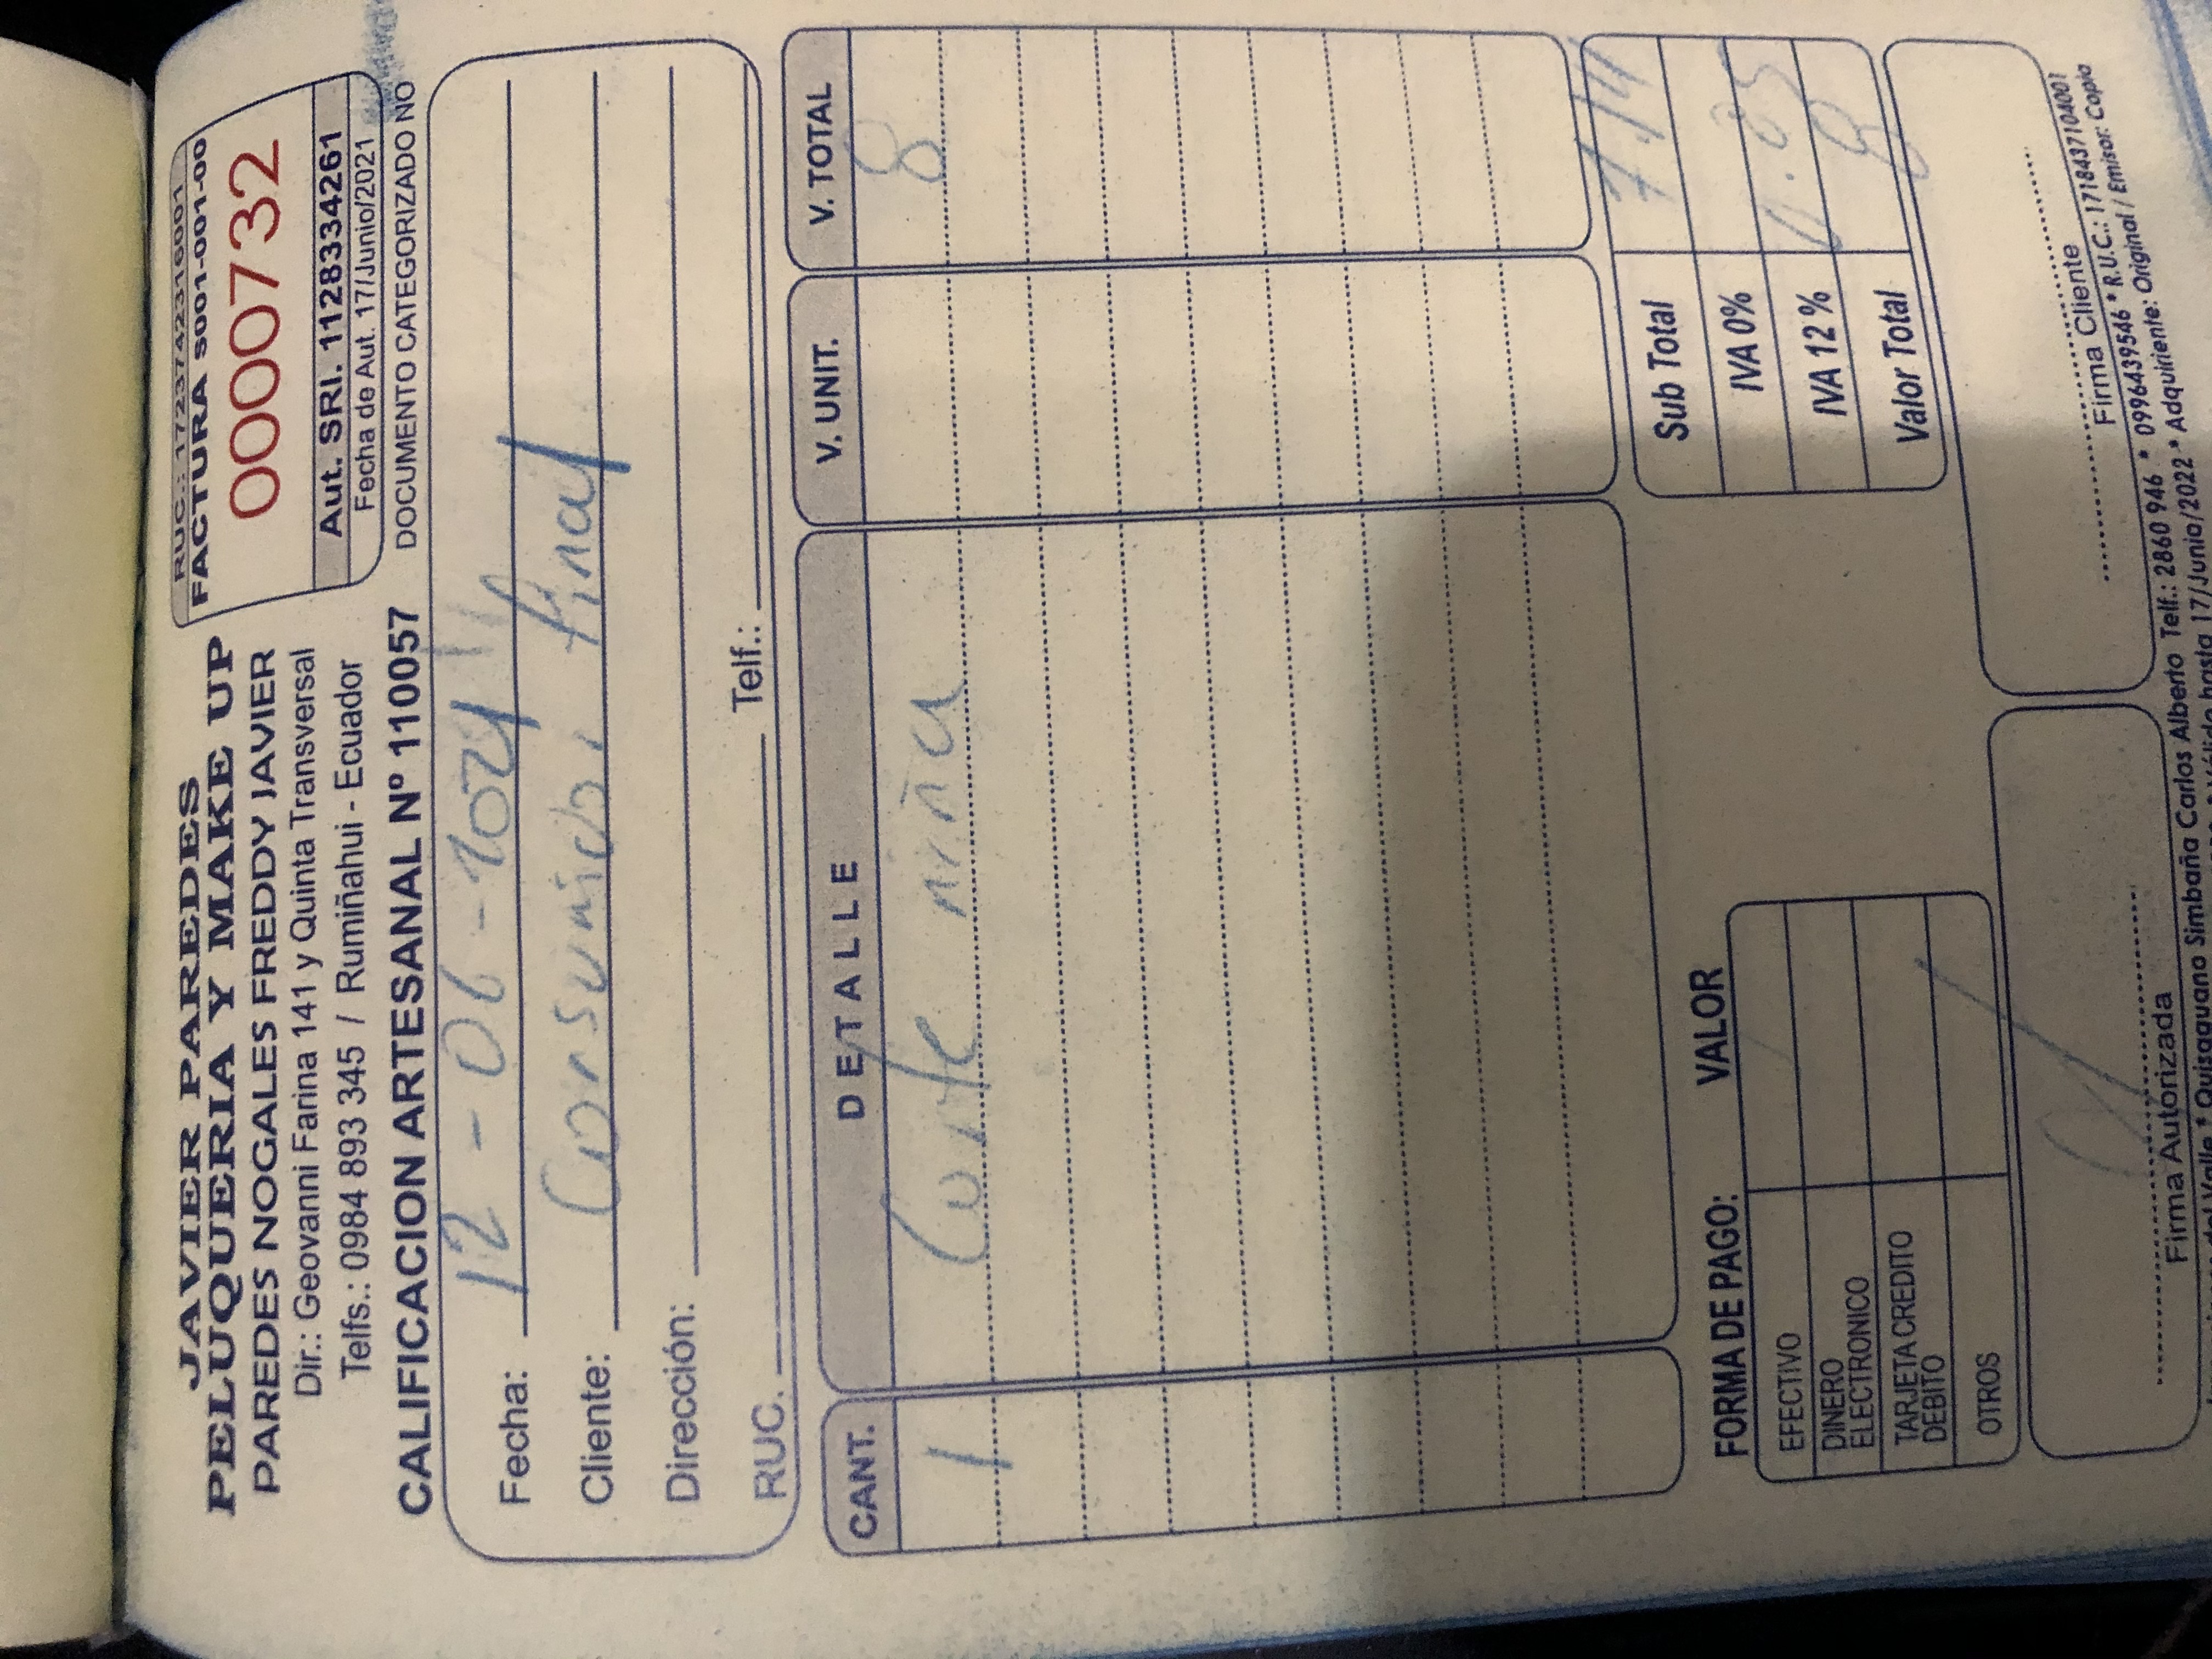 JAVIER PAREDES
PELUQUERIA Y MAKE UP
PAREDES NOGALES FREDDY JAVIER
Dir.: Geovanni Farina 141 y Quinta Transversal
Telfs.: 0984 893 345 / Rumiñahui - Ecuador
CALIFICACION ARTESANAL Nº 110057
RUC.: 1723742316001
FACTURA S001-001-00
0000732
Aut. SRI. 1128334261
Fecha de Aut. 17/Junio/2021
DOCUMENTO CATEGORIZADO NO
Fecha: 12-06-2021
Cliente: Consumidor final
Dirección:
RUC. Telf.:
CANT. DETALLE V. UNIT. V. TOTAL
1 Corte niña 8
Sub Total 7.14
IVA 0%
IVA 12% 0.85
Valor Total 8
FORMA DE PAGO: VALOR
EFECTIVO
DINERO
ELECTRONICO
TARJETA CREDITO
DEBITO
OTROS
Firma Autorizada
Firma Cliente
del Valle * Quisaguano Simbaña Carlos Alberto Telf.: 2860 946 * 0996439546 * R.U.C.: 1718437104001
* Válido hasta 17/Junio/2022 * Adquiriente: Original / Emisor: Copia